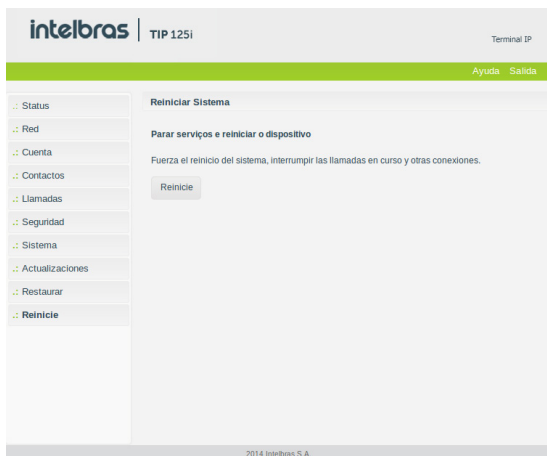 intelbras TIP 125i
Terminal IP
Ayuda Salida
.: Status
.: Red
.: Cuenta
.: Contactos
.: Llamadas
.: Seguridad
.: Sistema
.: Actualizaciones
.: Restaurar
.: Reinicie
Reiniciar Sistema
Parar serviços e reiniciar o dispositivo
Fuerza el reinicio del sistema, interrumpir las llamadas en curso y otras conexiones.
Reinicie
2014 Intelbras S.A.